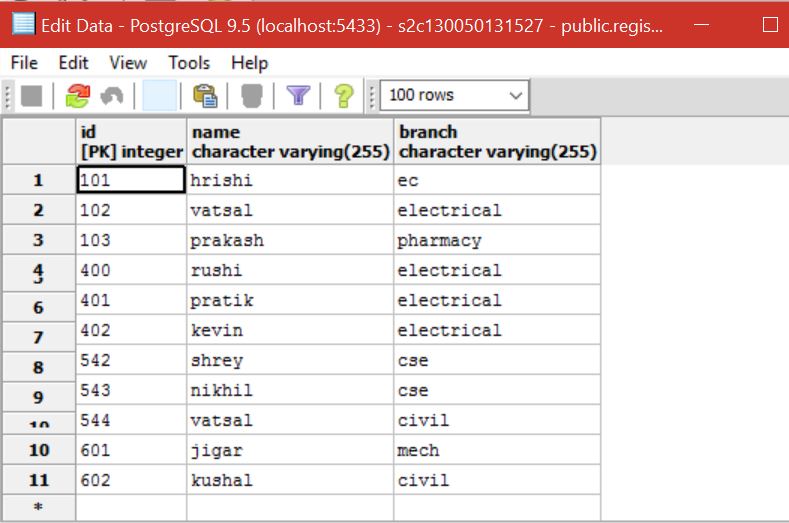 Edit Data - PostgreSQL 9.5 (localhost:5433) - s2c130050131527 - public.regis...
File Edit View Tools Help
100 rows
id name branch
[PK] integer character varying(255) character varying(255)
1 101 hrishi ec
2 102 vatsal electrical
3 103 prakash pharmacy
4 400 rushi electrical
401 pratik electrical
6
402 kevin electrical
7
542 shrey cse
8
543 nikhil cse
9
544 vatsal civil
10 601 jigar mech
11 602 kushal civil
*